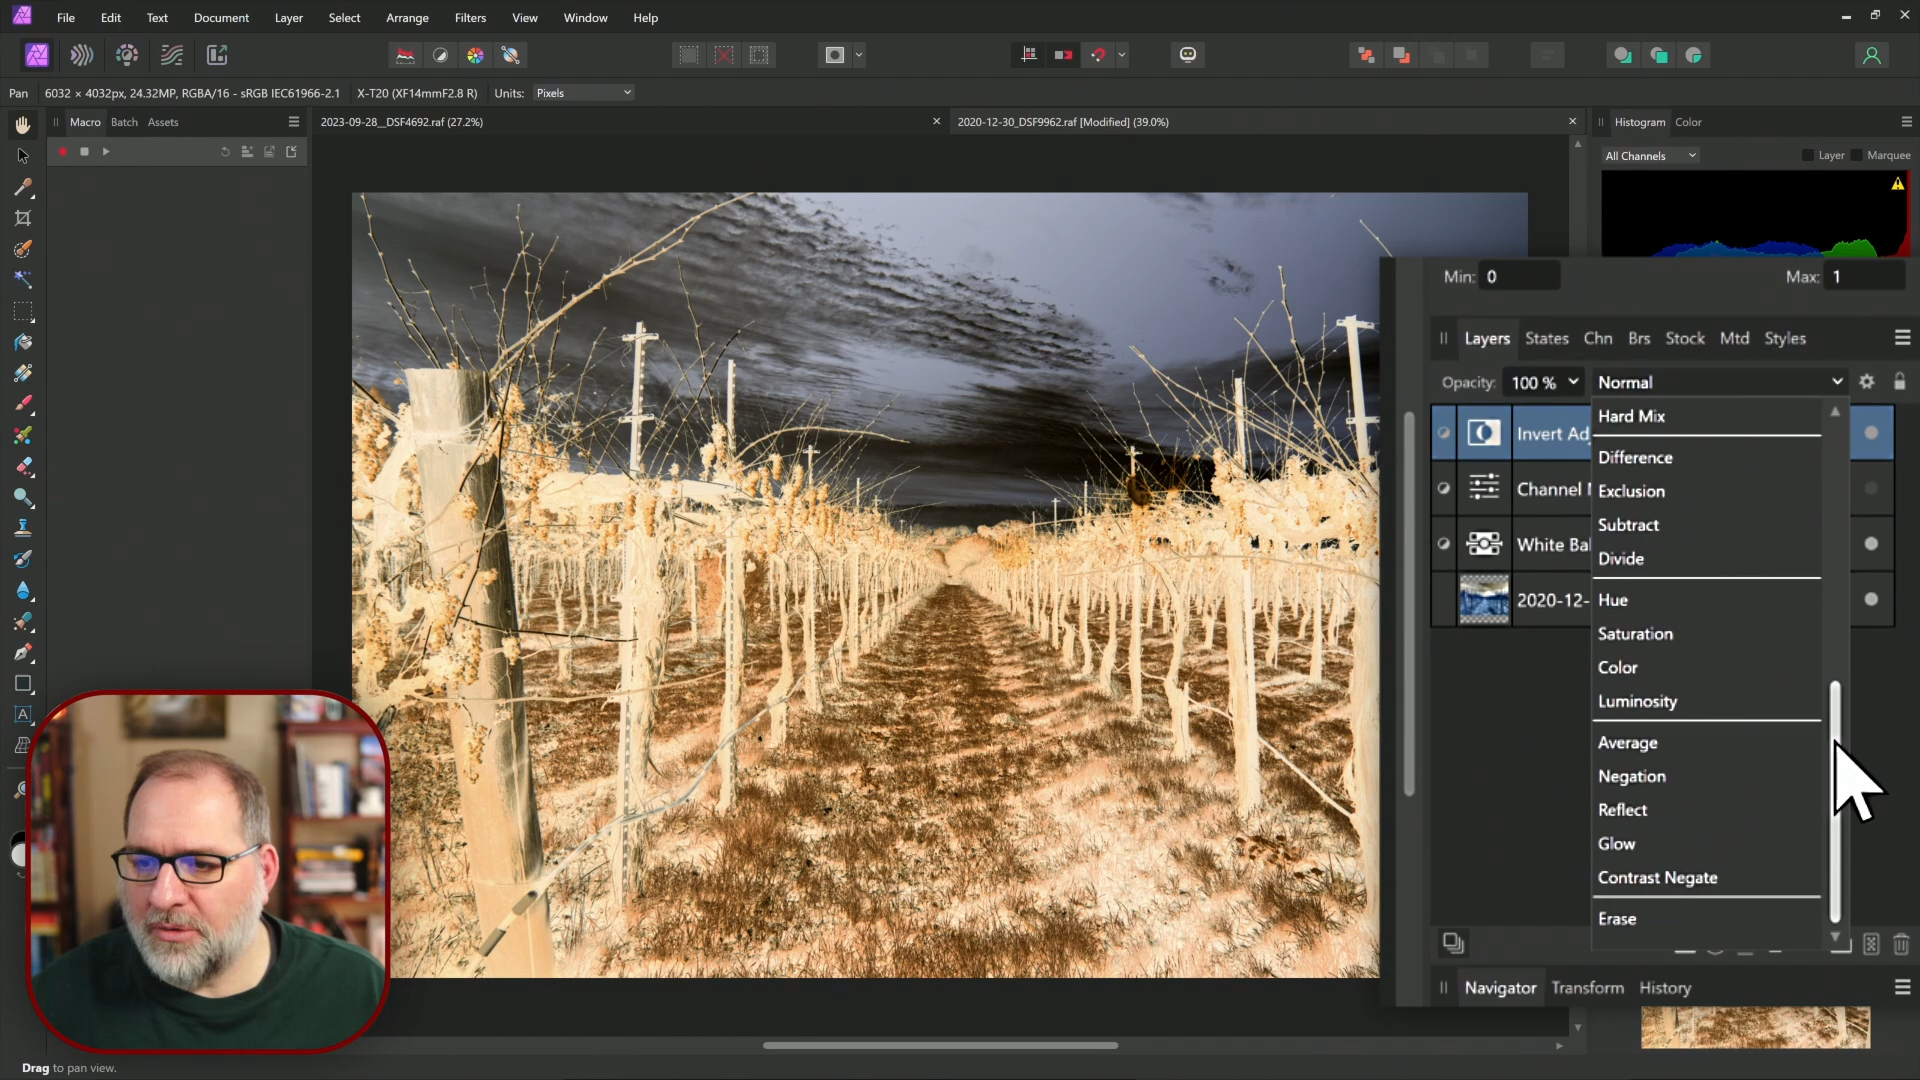 File Edit Text Document Layer Select Arrange Filters View Window Help
Pan 6032 × 4032px, 24.32MP, RGBA/16 - sRGB IEC61966-2.1 X-T20 (XF14mmF2.8 R) Units: Pixels
Macro Batch Assets
2023-09-28__DSF4692.raf (27.2%)
2020-12-30_DSF9962.raf [Modified] (39.0%)
Histogram Color
All Channels Layer Marquee
Min: 0 Max: 1
Layers States Chn Brs Stock Mtd Styles
Opacity: 100 % Normal
Invert Ad
Channel
White Ba
2020-12-
Hard Mix
Difference
Exclusion
Subtract
Divide
Hue
Saturation
Color
Luminosity
Average
Negation
Reflect
Glow
Contrast Negate
Erase
Navigator Transform History
Drag to pan view.